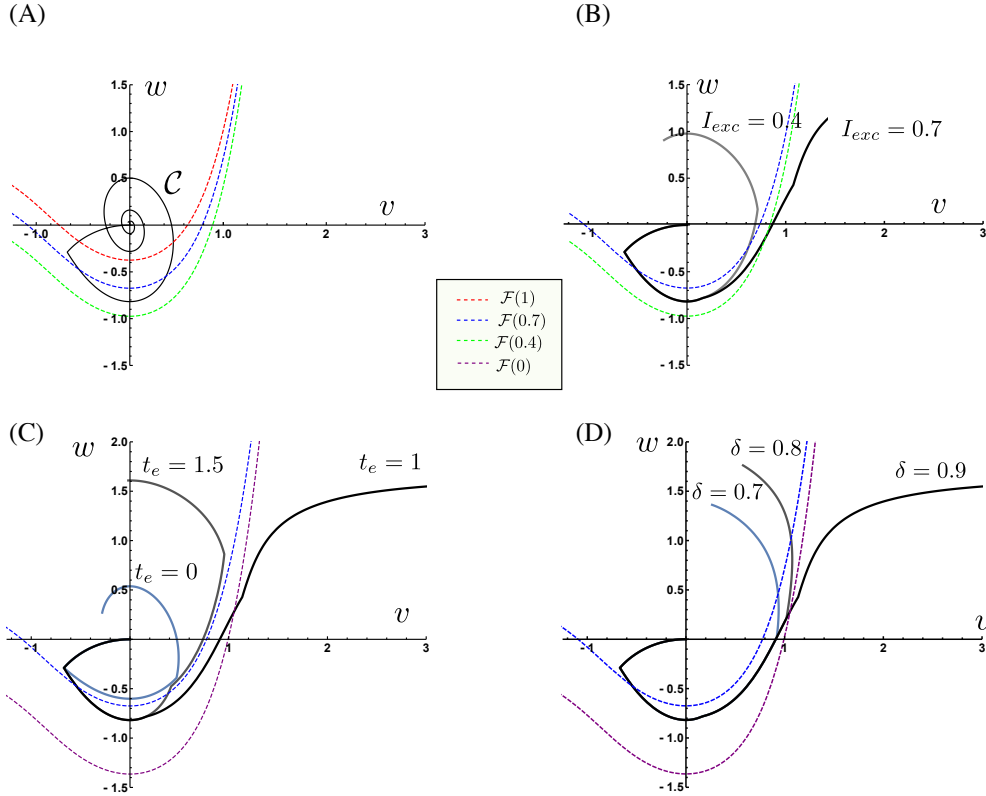 (A)
w
1.5
1.0
0.5
C
v
-1.0
1.0
2
3
-0.5
-1.0
-1.5
(B)
w
1.5
1.0
0.5
I_exc = 0.4
I_exc = 0.7
v
-1
1
2
3
-0.5
-1.0
-1.5
F(1)
F(0.7)
F(0.4)
F(0)
(C)
w
2.0
1.5
1.0
0.5
t_e = 1.5
t_e = 1
t_e = 0
v
-1
1
2
3
-0.5
-1.0
-1.5
(D)
w
2.0
1.5
1.0
0.5
δ = 0.8
δ = 0.9
δ = 0.7
v
-1
1
2
3
-0.5
-1.0
-1.5